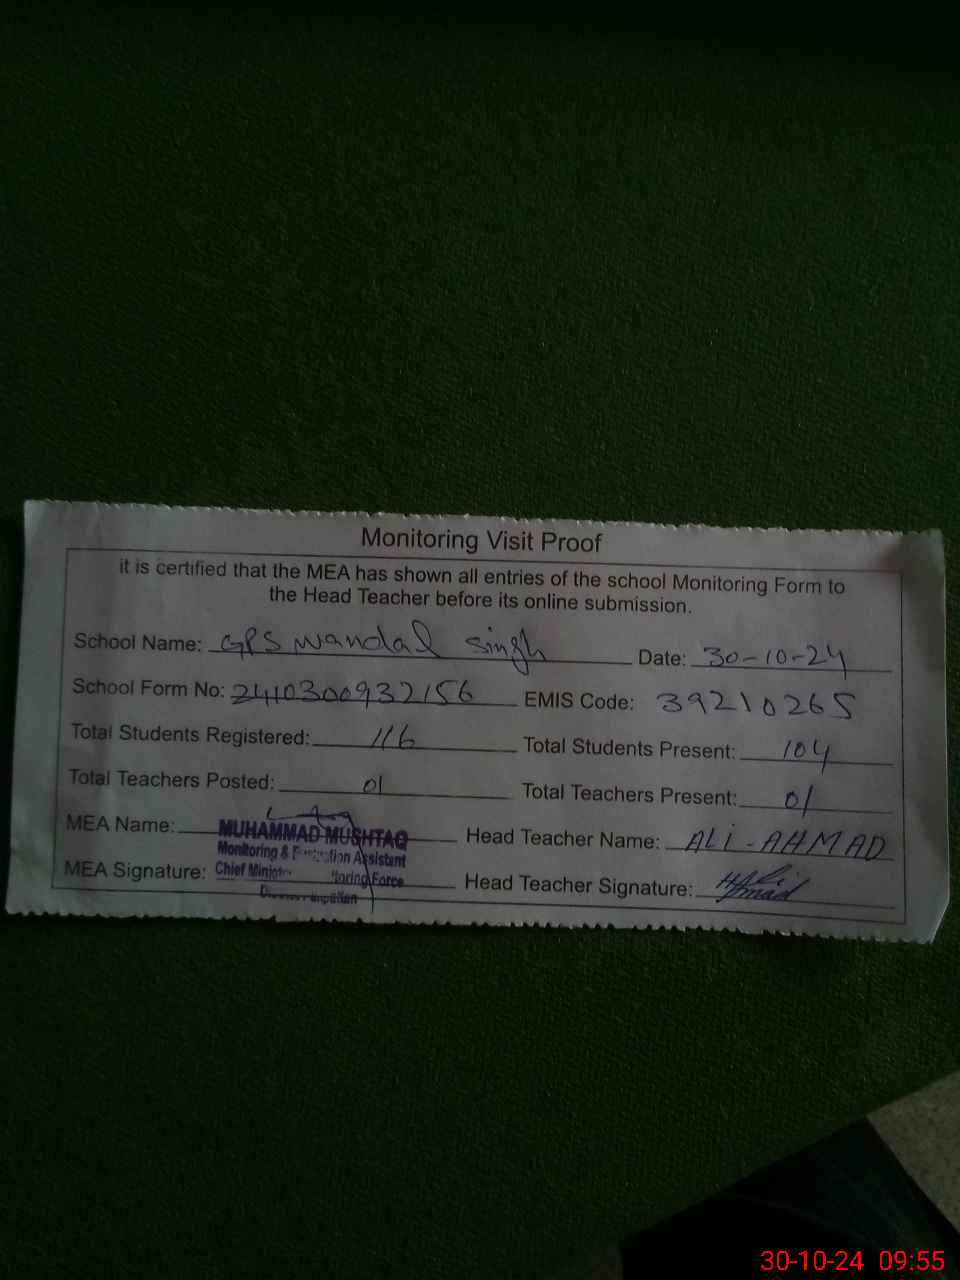 Monitoring Visit Proof
it is certified that the MEA has shown all entries of the school Monitoring Form to
the Head Teacher before its online submission.
School Name: GPS Wandal Singh Date: 30-10-24
School Form No: 2410300932156 EMIS Code: 39210265
Total Students Registered: 116 Total Students Present: 104
Total Teachers Posted: 01 Total Teachers Present: 01
MEA Name: MUHAMMAD MUSHTAQ Head Teacher Name: ALI-AHMAD
Monitoring & Assistant
MEA Signature: Chief Force Head Teacher Signature:
30-10-24 09:55